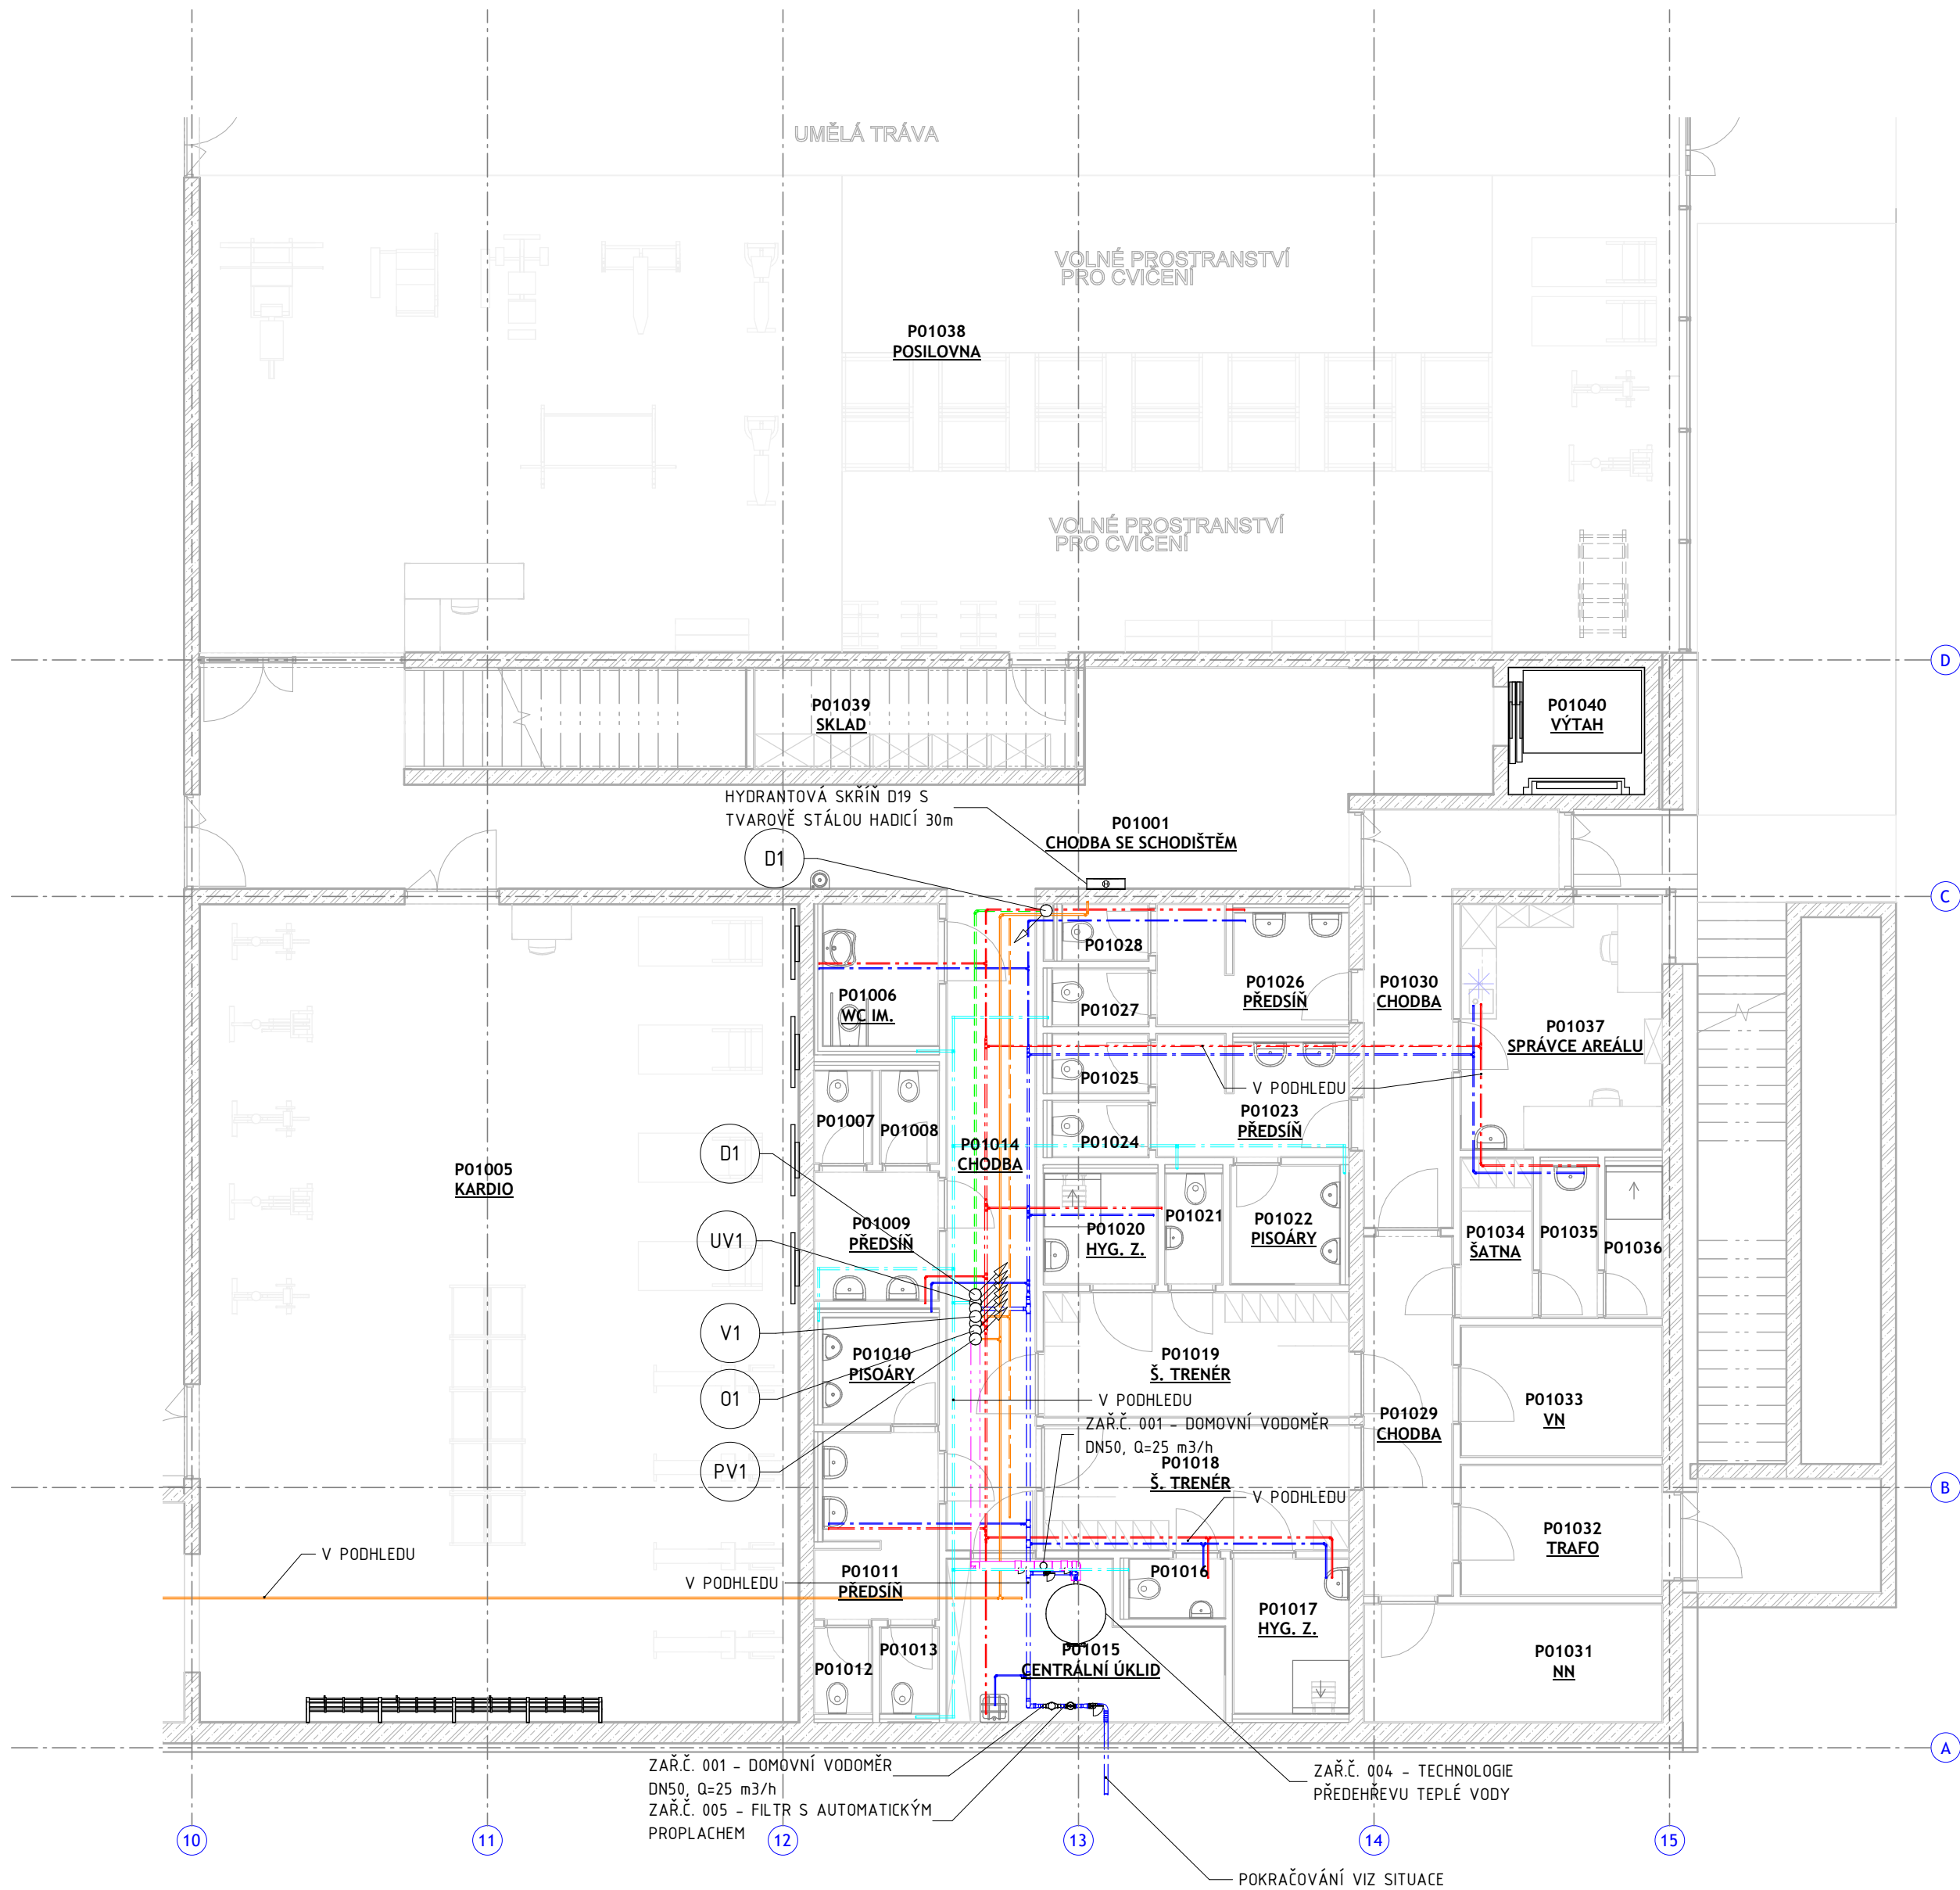 UMĚLÁ TRÁVA
VOLNÉ PROSTRANSTVÍ
PRO CVIČENÍ
P01038
POSILOVNA
VOLNÉ PROSTRANSTVÍ
PRO CVIČENÍ
D
P01039
SKLAD
P01040
VÝTAH
HYDRANTOVÁ SKŘÍŇ D19 S
TVAROVĚ STÁLOU HADICÍ 30m
P01001
CHODBA SE SCHODIŠTĚM
D1
C
P01028
P01006
WC IM.
P01027
P01026
PŘEDSÍŇ
P01030
CHODBA
P01037
SPRÁVCE AREÁLU
P01025
V PODHLEDU
P01007
P01008
P01024
P01023
PŘEDSÍŇ
P01014
CHODBA
D1
P01005
KARDIO
P01009
PŘEDSÍŇ
UV1
P01020
HYG. Z.
P01021
P01022
PISOÁRY
P01034
ŠATNA
P01035
P01036
V1
P01010
PISOÁRY
P01019
Š. TRENÉR
O1
V PODHLEDU
P01033
VN
ZAŘ.Č. 001 - DOMOVNÍ VODOMĚR
DN50, Q=25 m3/h
P01029
CHODBA
PV1
P01018
Š. TRENÉR
B
V PODHLEDU
P01032
TRAFO
V PODHLEDU
V PODHLEDU
P01011
PŘEDSÍŇ
P01016
P01017
HYG. Z.
P01012
P01013
P01015
CENTRÁLNÍ ÚKLID
P01031
NN
A
ZAŘ.Č. 001 - DOMOVNÍ VODOMĚR
DN50, Q=25 m3/h
ZAŘ.Č. 005 - FILTR S AUTOMATICKÝM
PROPLACHEM
ZAŘ.Č. 004 - TECHNOLOGIE
PŘEDEHŘEVU TEPLÉ VODY
10
11
12
13
14
15
POKRAČOVÁNÍ VIZ SITUACE